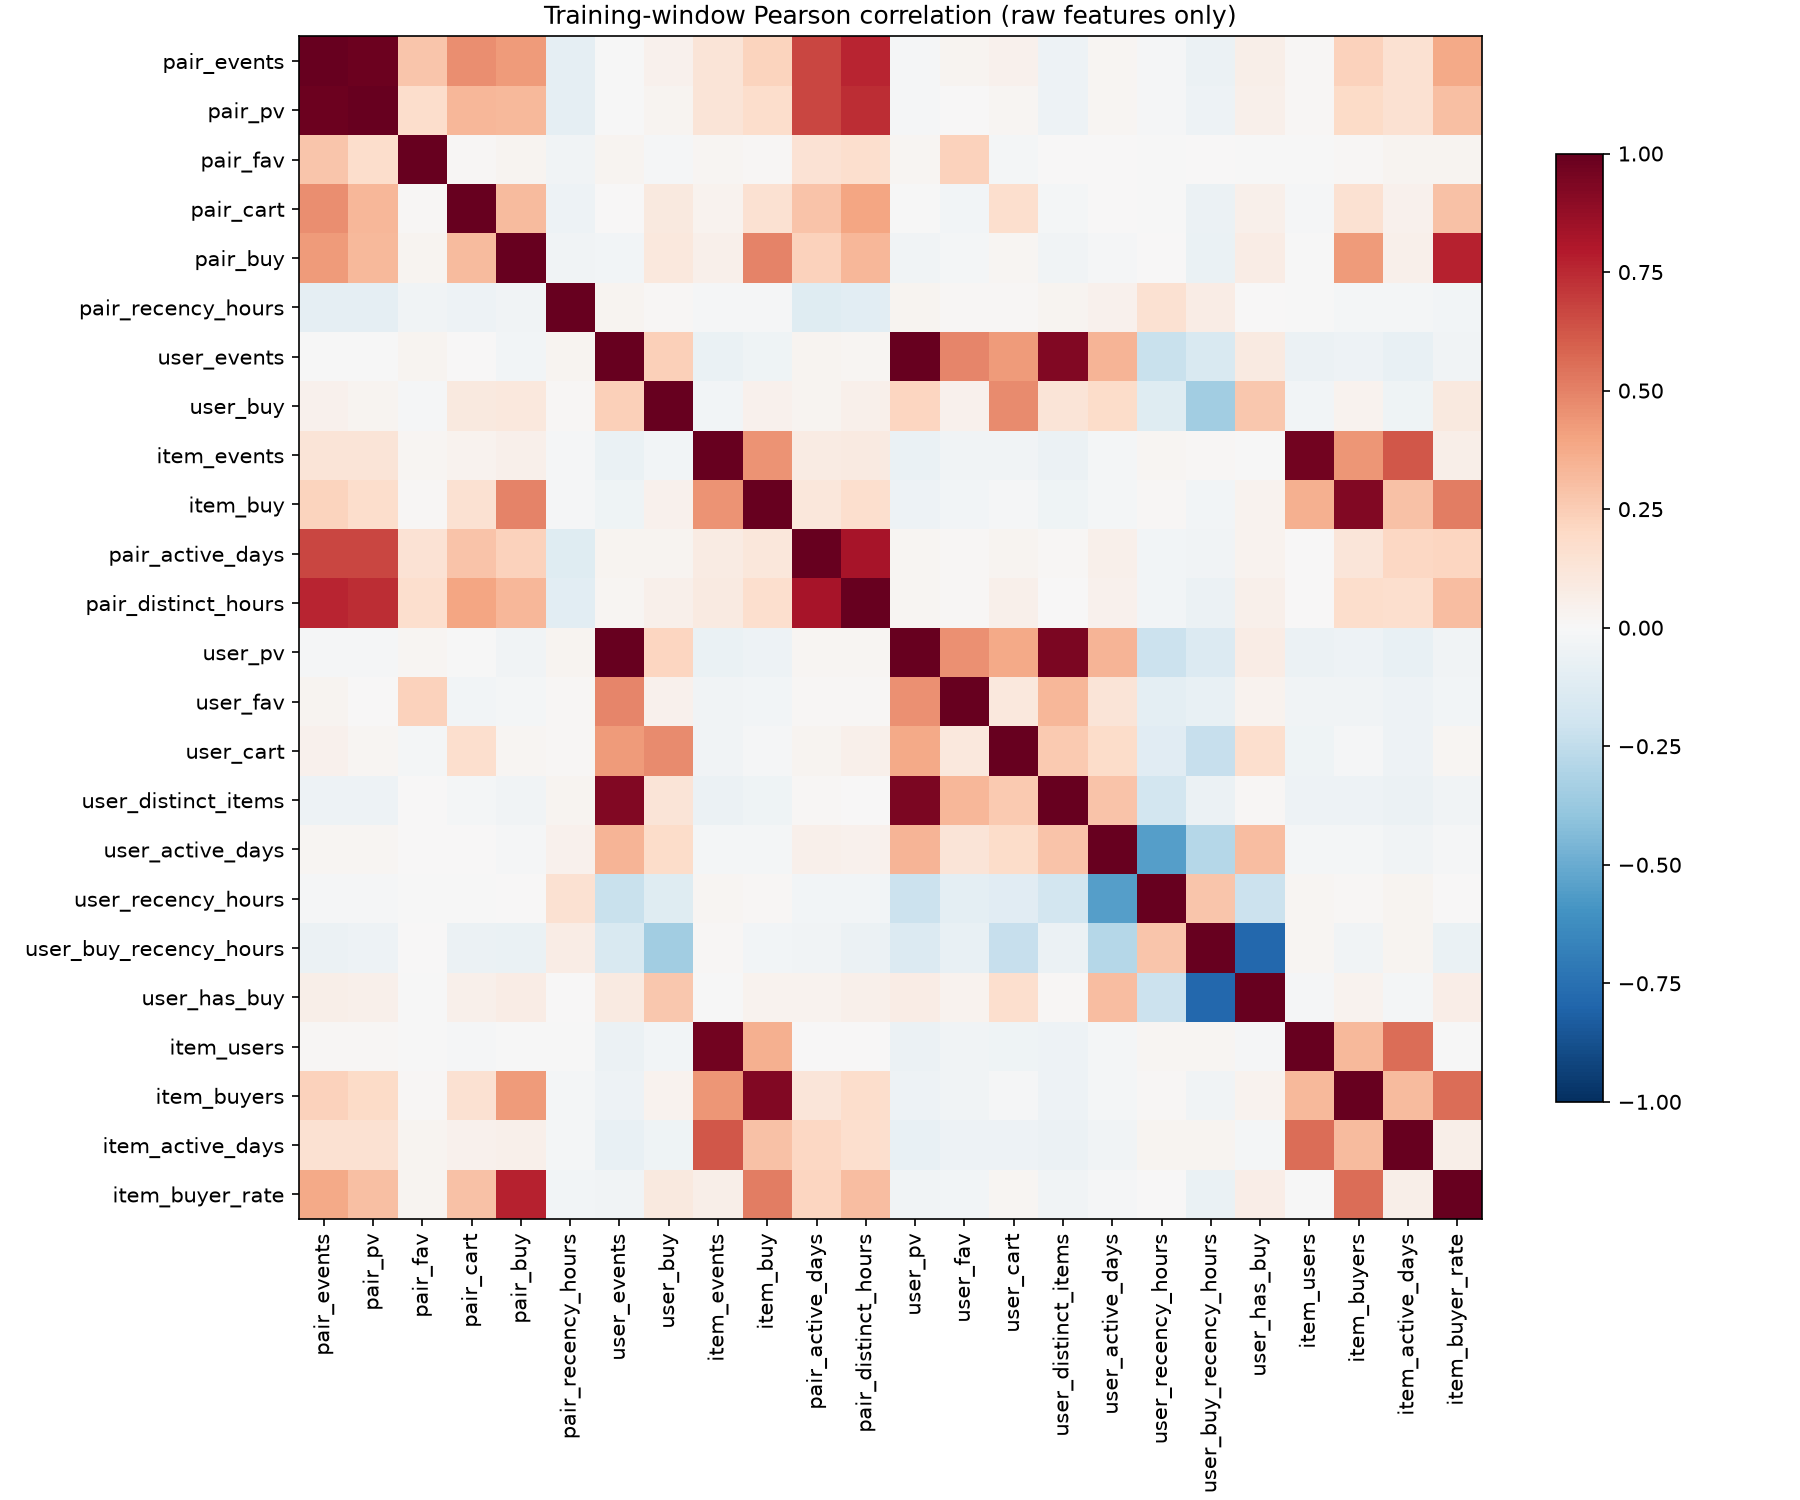 Training-window Pearson correlation (raw features only)
pair_events
pair_pv
pair_fav
pair_cart
pair_buy
pair_recency_hours
user_events
user_buy
item_events
item_buy
pair_active_days
pair_distinct_hours
user_pv
user_fav
user_cart
user_distinct_items
user_active_days
user_recency_hours
user_buy_recency_hours
user_has_buy
item_users
item_buyers
item_active_days
item_buyer_rate
pair_events
pair_pv
pair_fav
pair_cart
pair_buy
pair_recency_hours
user_events
user_buy
item_events
item_buy
pair_active_days
pair_distinct_hours
user_pv
user_fav
user_cart
user_distinct_items
user_active_days
user_recency_hours
user_buy_recency_hours
user_has_buy
item_users
item_buyers
item_active_days
item_buyer_rate
1.00
0.75
0.50
0.25
0.00
−0.25
−0.50
−0.75
−1.00